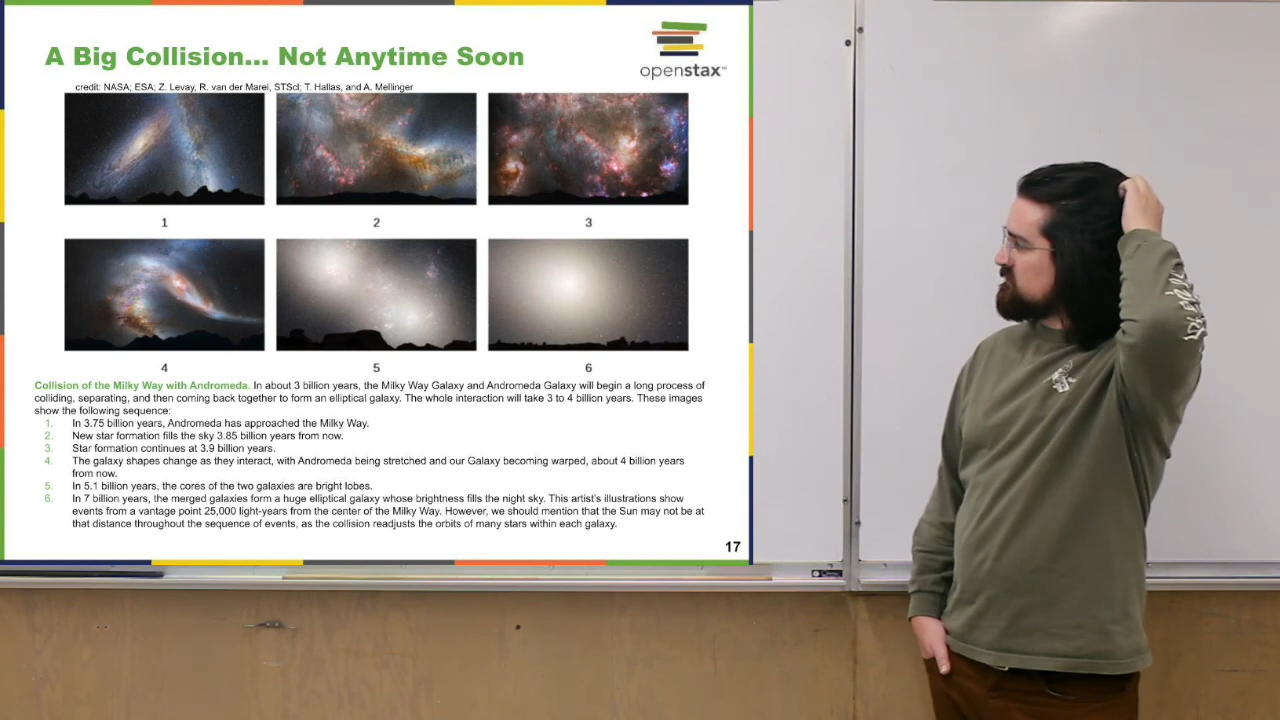 A Big Collision... Not Anytime Soon
openstax™
credit: NASA; ESA; Z. Levay, R. van der Marel, STScI; T. Hallas, and A. Mellinger
1
2
3
4
5
6
Collision of the Milky Way with Andromeda. In about 3 billion years, the Milky Way Galaxy and Andromeda Galaxy will begin a long process of
colliding, separating, and then coming back together to form an elliptical galaxy. The whole interaction will take 3 to 4 billion years. These images
show the following sequence:
1. In 3.75 billion years, Andromeda has approached the Milky Way.
2. New star formation fills the sky 3.85 billion years from now.
3. Star formation continues at 3.9 billion years.
4. The galaxy shapes change as they interact, with Andromeda being stretched and our Galaxy becoming warped, about 4 billion years
from now.
5. In 5.1 billion years, the cores of the two galaxies are bright lobes.
6. In 7 billion years, the merged galaxies form a huge elliptical galaxy whose brightness fills the night sky. This artist's illustrations show
events from a vantage point 25,000 light-years from the center of the Milky Way. However, we should mention that the Sun may not be at
that distance throughout the sequence of events, as the collision readjusts the orbits of many stars within each galaxy.
17